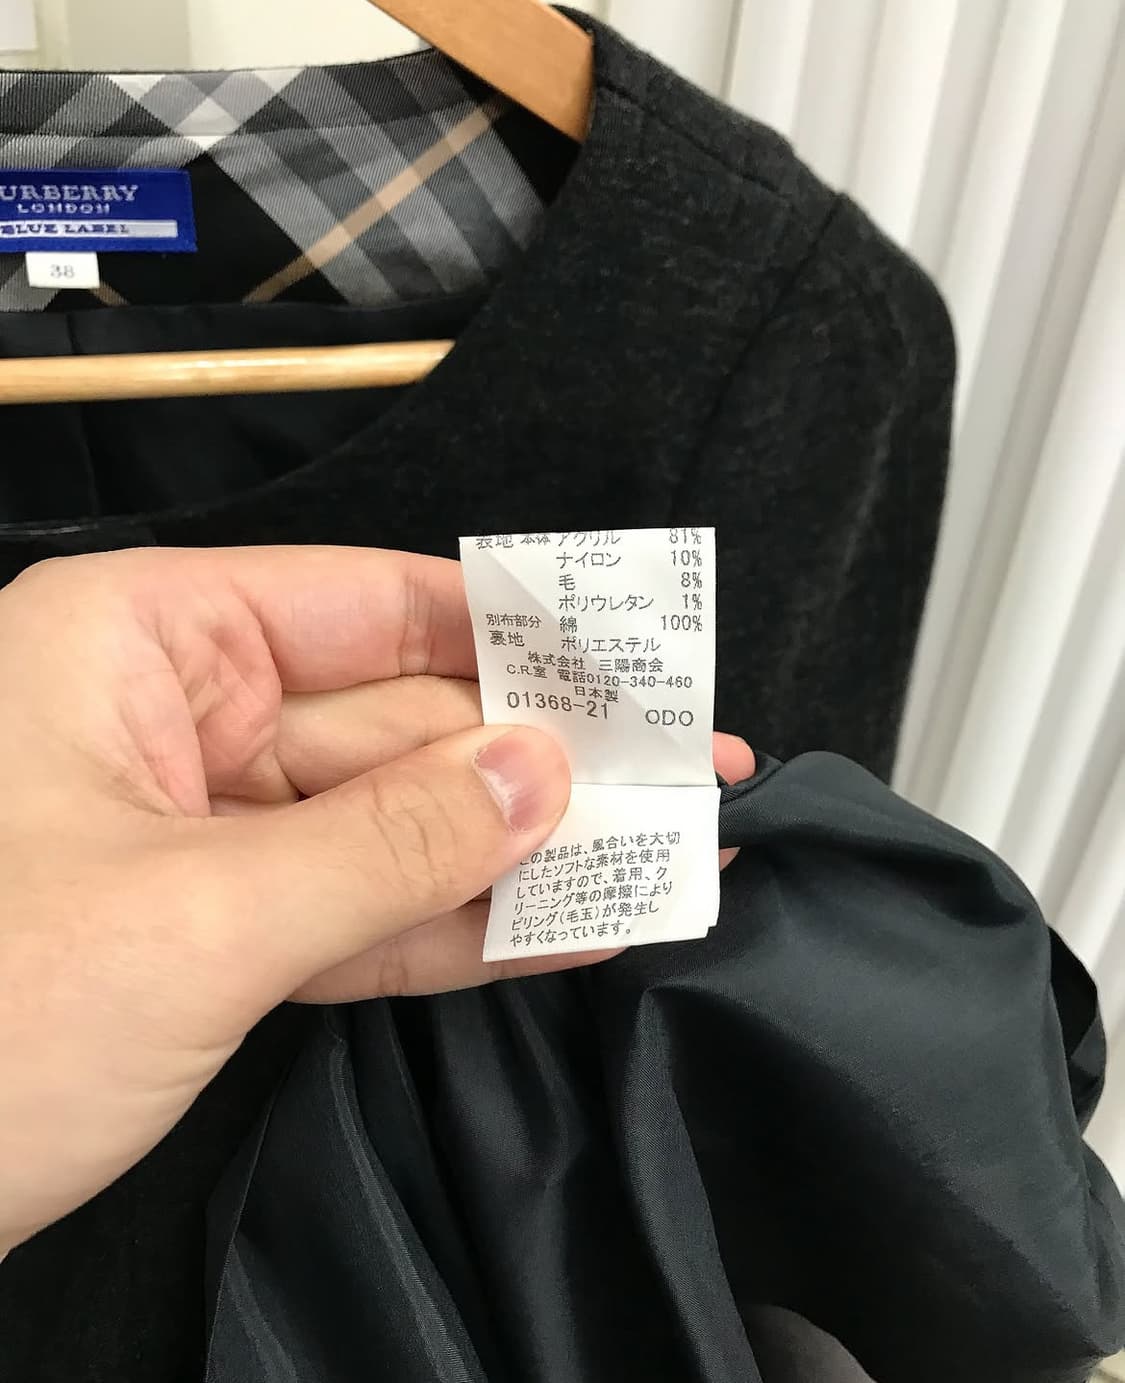 URBERRY
LONDON
BLUE LABEL
38
表地 本体 アクリル 81%
ナイロン 10%
毛 8%
ポリウレタン 1%
別布部分 綿 100%
裏地 ポリエステル
株式会社 三陽商会
C.R.室 電話0120-340-460
日本製
01368-21 ODO
この製品は、風合いを大切
にしたソフトな素材を使用
していますので、着用、ク
リーニング等の摩擦により
ピリング(毛玉)が発生し
やすくなっています。